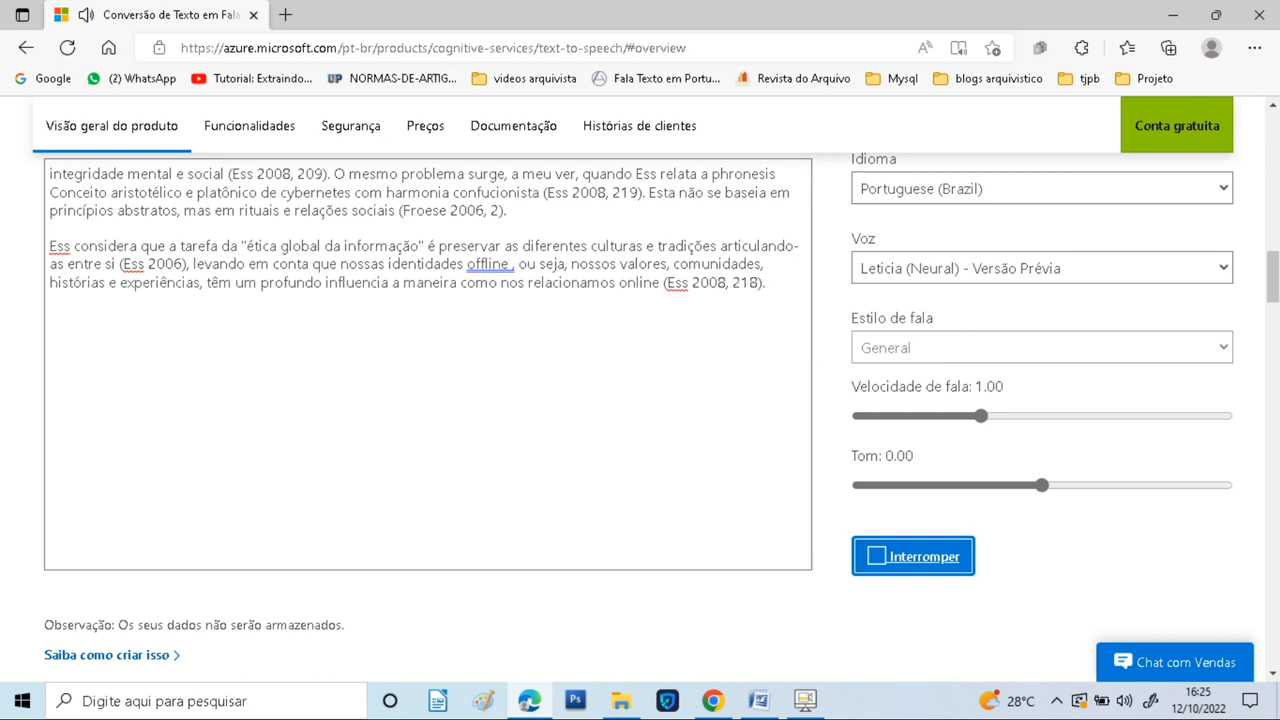 Conversão de Texto em Fala
https://azure.microsoft.com/pt-br/products/cognitive-services/text-to-speech/#overview
Google
(2) WhatsApp
Tutorial: Extraindo...
UP NORMAS-DE-ARTIG...
videos arquivista
Fala Texto em Portu...
Revista do Arquivo
Mysql
blogs arquivistico
tjpb
Projeto
Visão geral do produto
Funcionalidades
Segurança
Preços
Documentação
Histórias de clientes
Conta gratuita
integridade mental e social (Ess 2008, 209). O mesmo problema surge, a meu ver, quando Ess relata a phronesis
Conceito aristotélico e platônico de cybernetes com harmonia confucionista (Ess 2008, 219). Esta não se baseia em
princípios abstratos, mas em rituais e relações sociais (Froese 2006, 2).
Ess considera que a tarefa da "ética global da informação" é preservar as diferentes culturas e tradições articulando-
as entre si (Ess 2006), levando em conta que nossas identidades offline , ou seja, nossos valores, comunidades,
histórias e experiências, têm um profundo influencia a maneira como nos relacionamos online (Ess 2008, 218).
Idioma
Portuguese (Brazil)
Voz
Leticia (Neural) - Versão Prévia
Estilo de fala
General
Velocidade de fala: 1.00
Tom: 0.00
Interromper
Observação: Os seus dados não serão armazenados.
Saiba como criar isso
Chat com Vendas
Digite aqui para pesquisar
Ps
28°C
16:25
12/10/2022